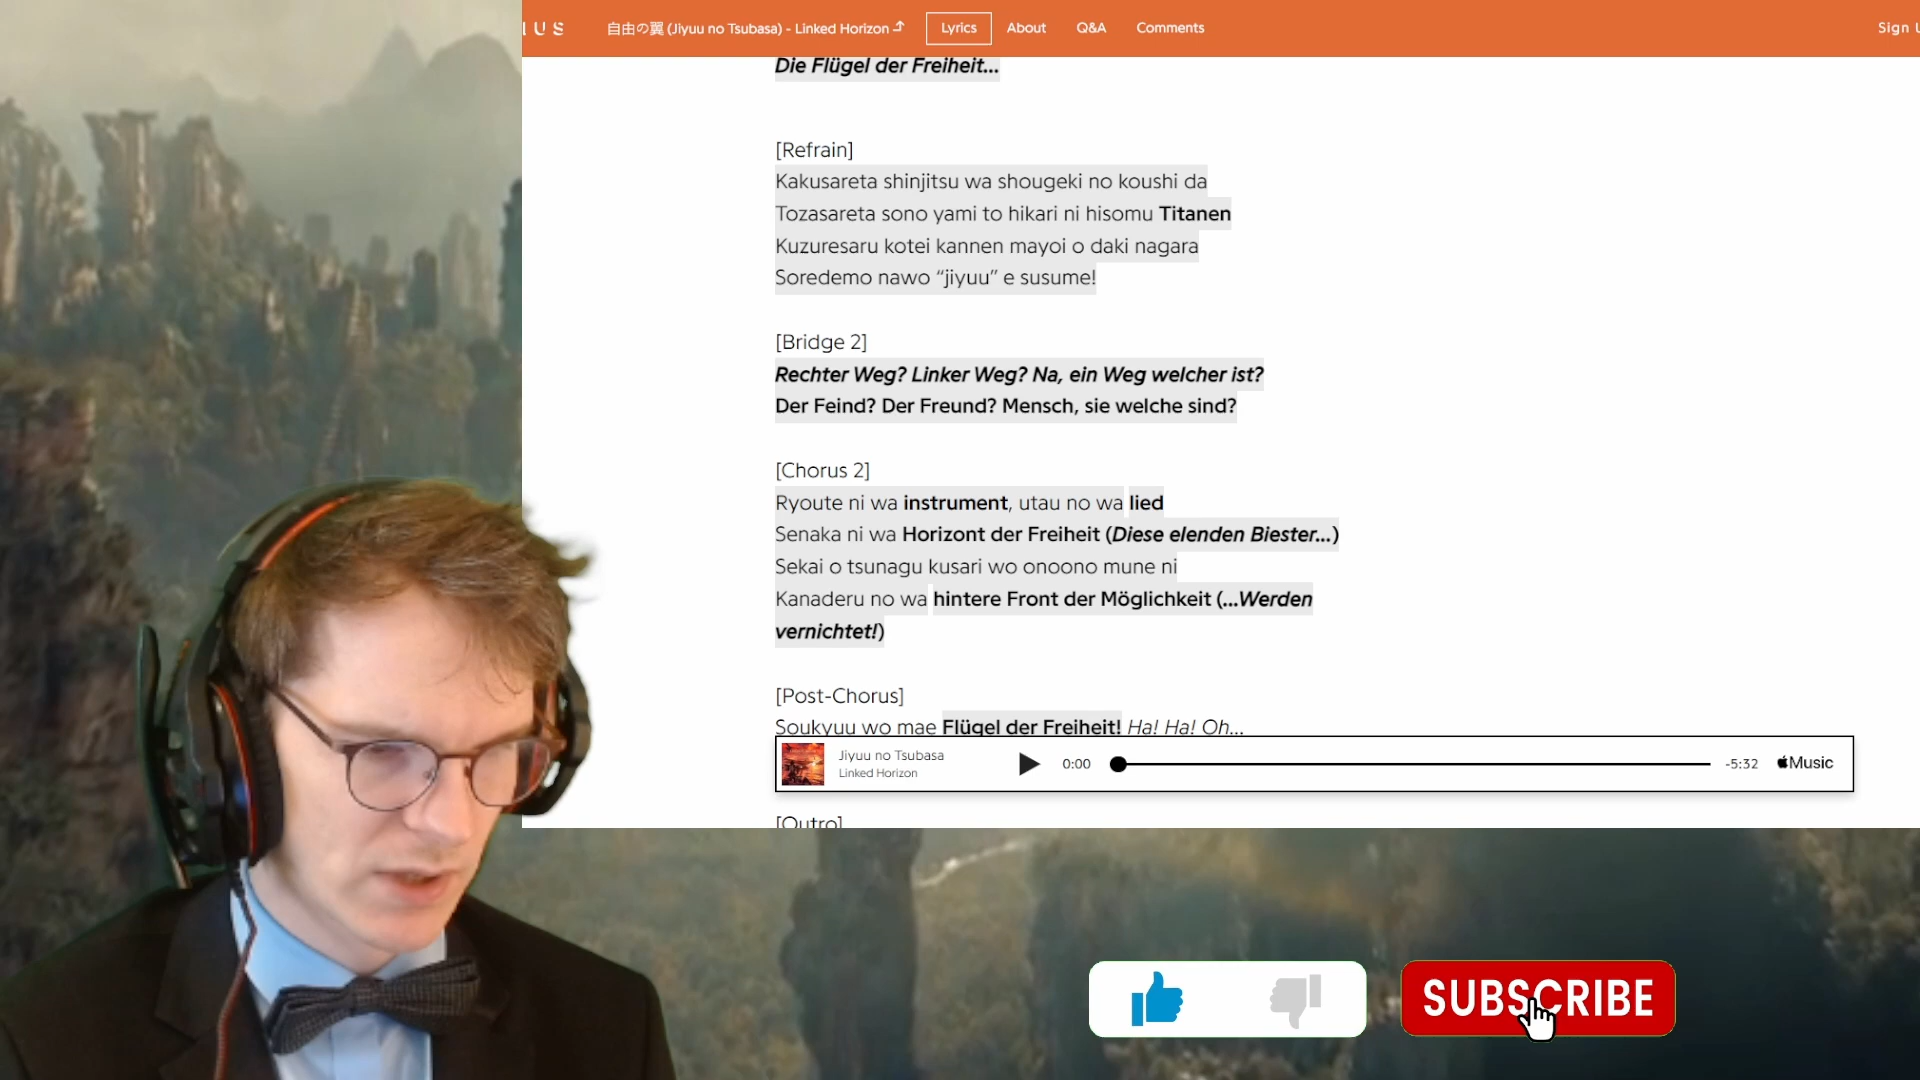 IUS 自由の翼 (Jiyuu no Tsubasa) - Linked Horizon Lyrics About Q&A Comments Sign U
Die Flügel der Freiheit...
[Refrain]
Kakusareta shinjitsu wa shougeki no koushi da
Tozasareta sono yami to hikari ni hisomu Titanen
Kuzuresaru kotei kannen mayoi o daki nagara
Soredemo nawo “jiyuu” e susume!
[Bridge 2]
Rechter Weg? Linker Weg? Na, ein Weg welcher ist?
Der Feind? Der Freund? Mensch, sie welche sind?
[Chorus 2]
Ryoute ni wa instrument, utau no wa lied
Senaka ni wa Horizont der Freiheit (Diese elenden Biester...)
Sekai o tsunagu kusari wo onoono mune ni
Kanaderu no wa hintere Front der Möglichkeit (...Werden
vernichtet!)
[Post-Chorus]
Soukyuu wo mae Flügel der Freiheit! Ha! Ha! Oh...
Jiyuu no Tsubasa
Linked Horizon
0:00 -5:32 Music
[Outro]
SUBSCRIBE